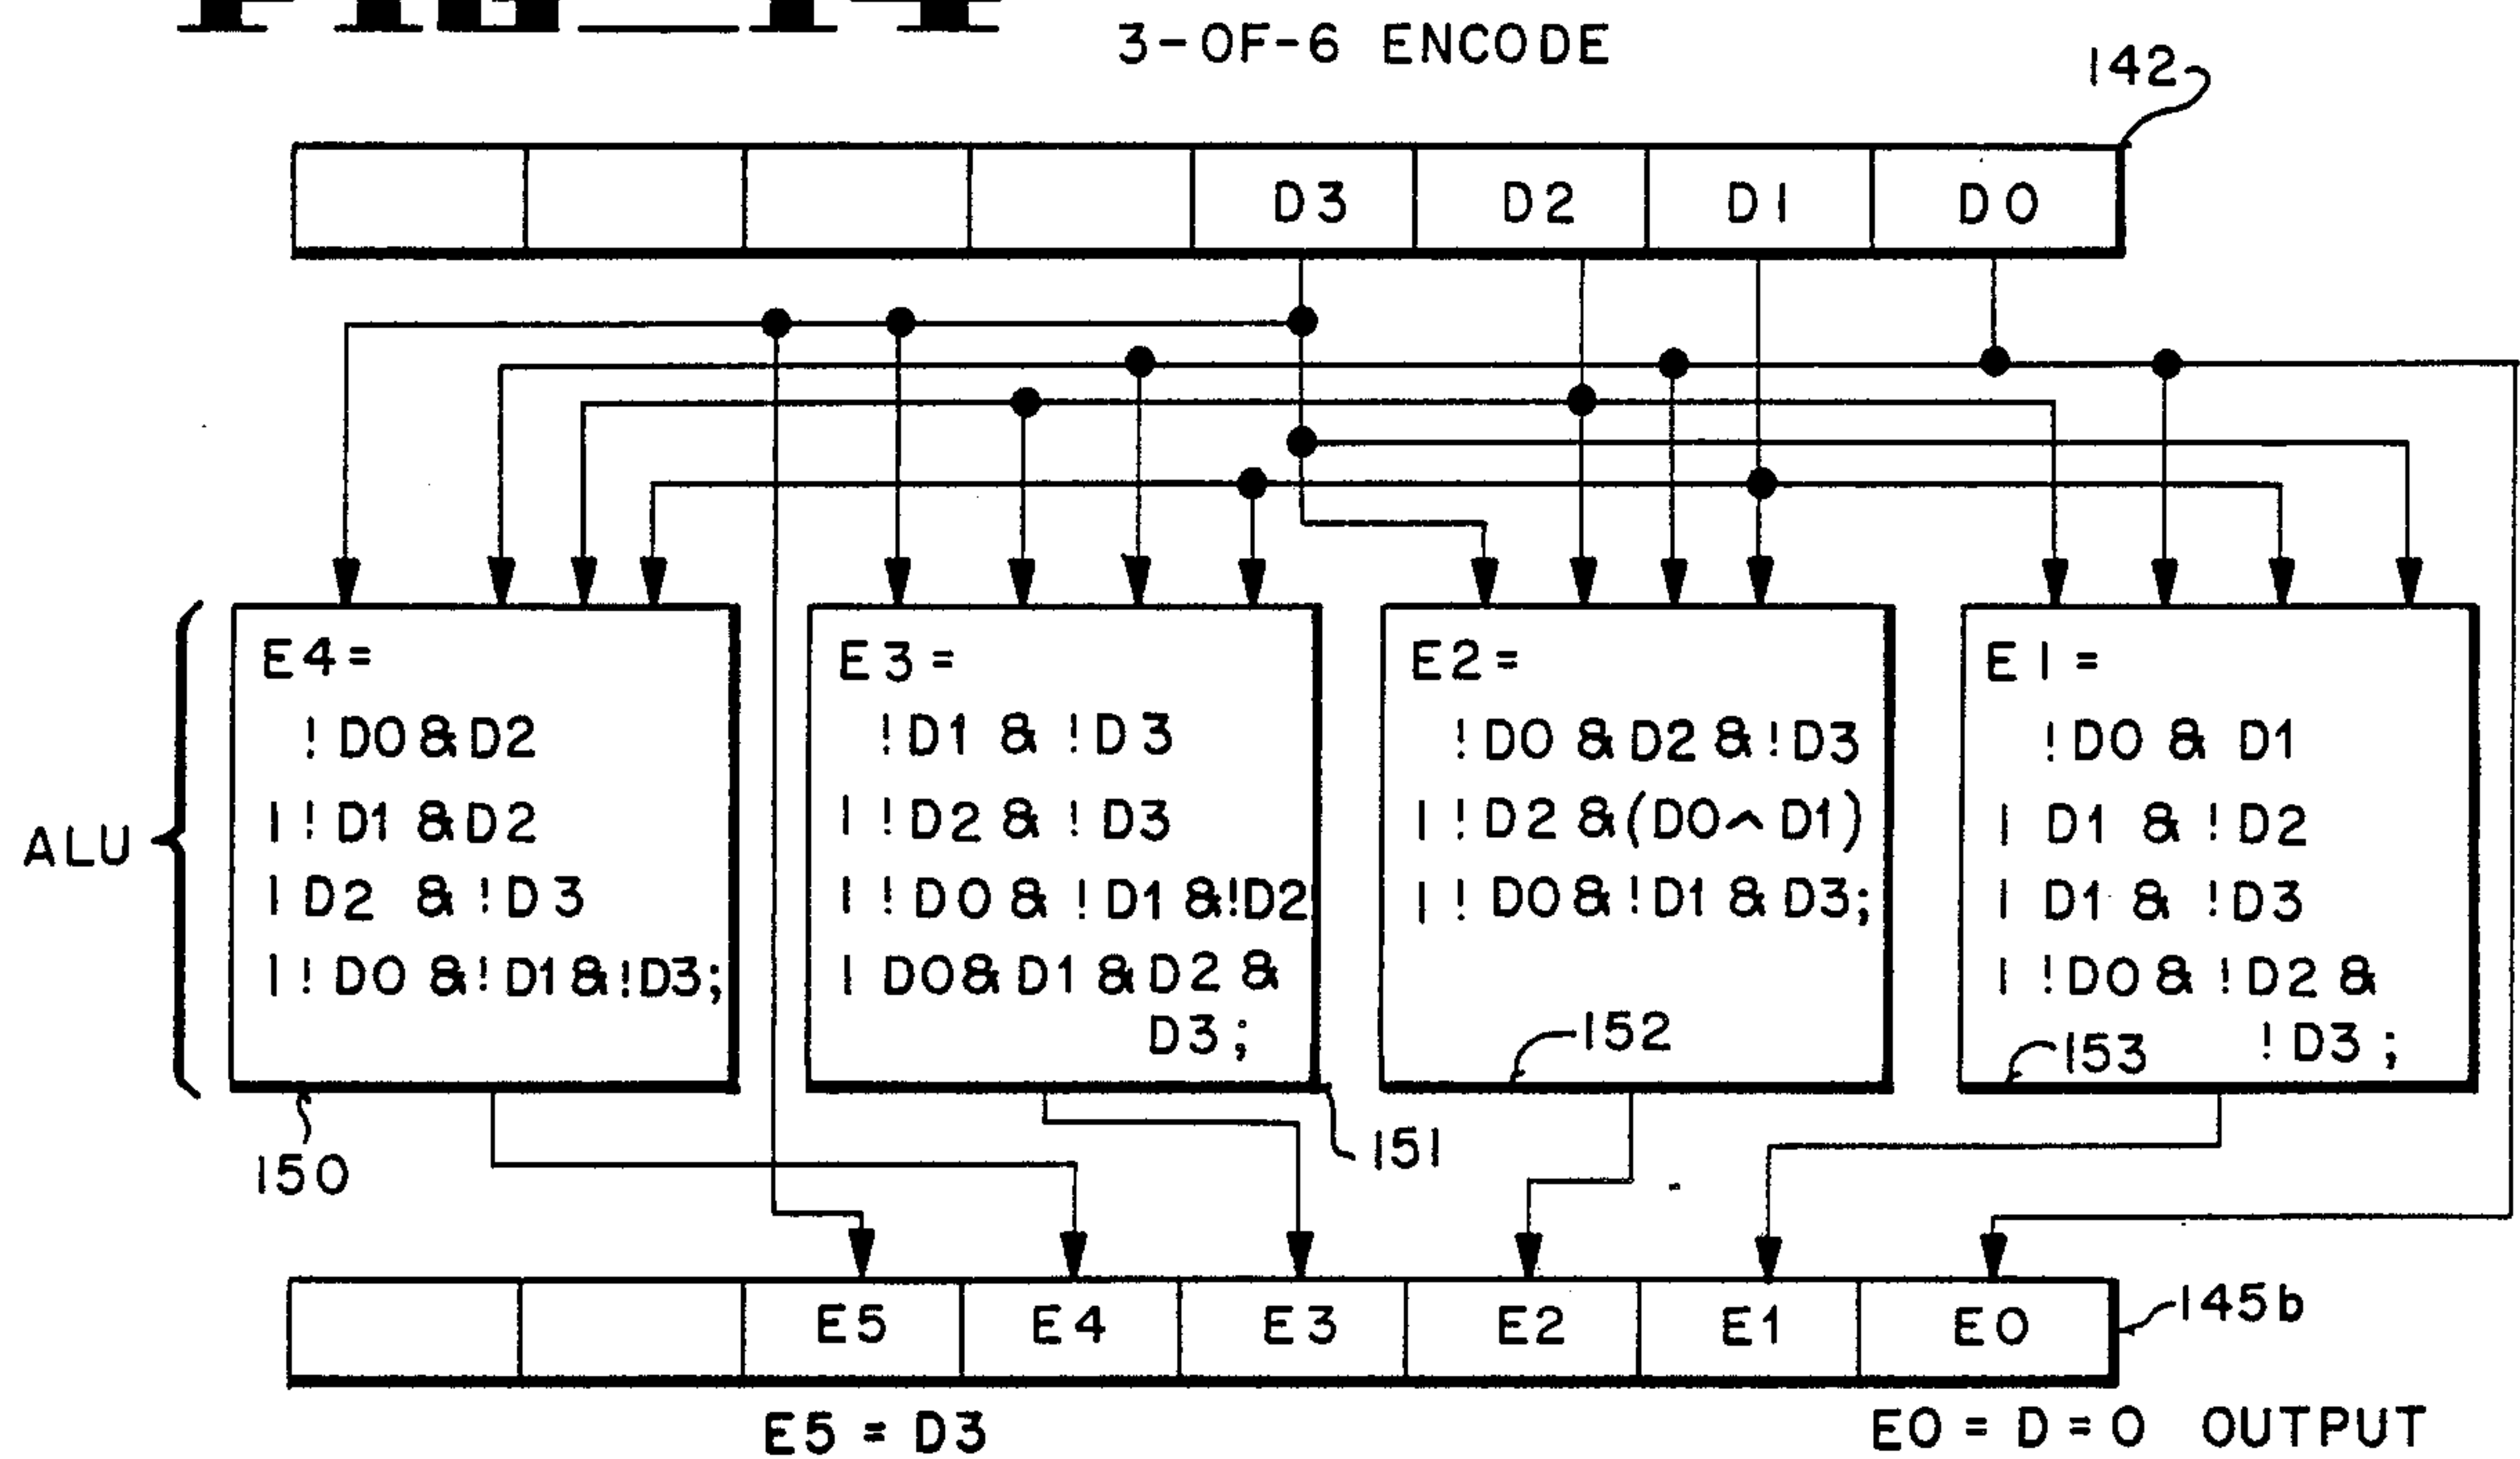 3-OF-6 ENCODE
142
D3 D2 D1 D0
ALU
E4=
!D0&D2
|!D1&D2
|D2 &!D3
|!D0&!D1&!D3;
E3=
!D1 & !D3
|!D2 & !D3
|!D0&!D1&!D2
|D0&D1&D2&
D3;
E2=
!D0&D2&!D3
|!D2&(D0^D1)
|!D0&!D1&D3;
152
E1=
!D0 & D1
|D1 & !D2
|D1 & !D3
|!D0&!D2&
!D3;
153
150
151
E5 E4 E3 E2 E1 E0
145b
E5 = D3
E0 = D = 0 OUTPUT